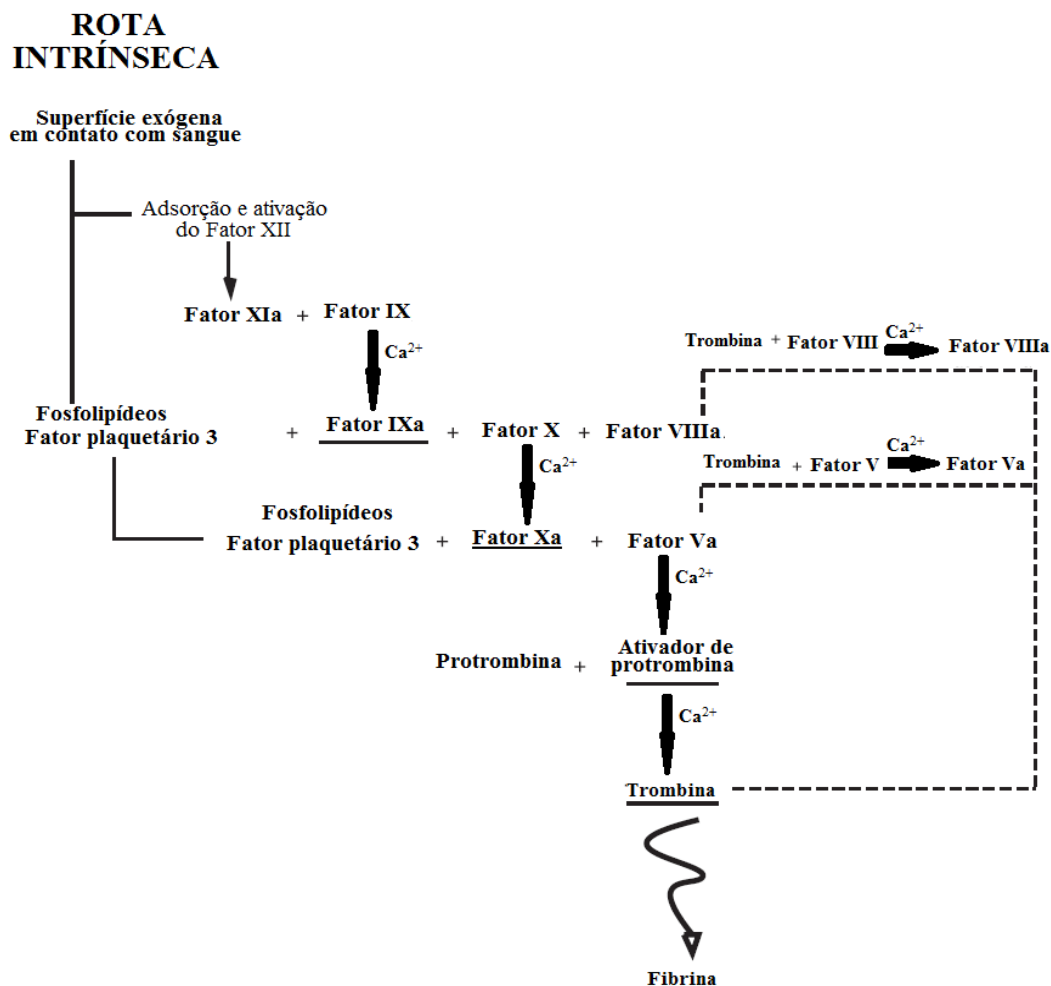 ROTA
INTRÍNSECA
Superfície exógena
em contato com sangue
Adsorção e ativação
do Fator XII
Fator XIa + Fator IX
Ca²⁺
Trombina + Fator VIII Ca²⁺ Fator VIIIa
Fosfolipídeos
Fator plaquetário 3 + Fator IXa + Fator X + Fator VIIIa
Ca²⁺
Trombina + Fator V Ca²⁺ Fator Va
Fosfolipídeos
Fator plaquetário 3 + Fator Xa + Fator Va
Ca²⁺
Protrombina + Ativador de
protrombina
Ca²⁺
Trombina
Fibrina